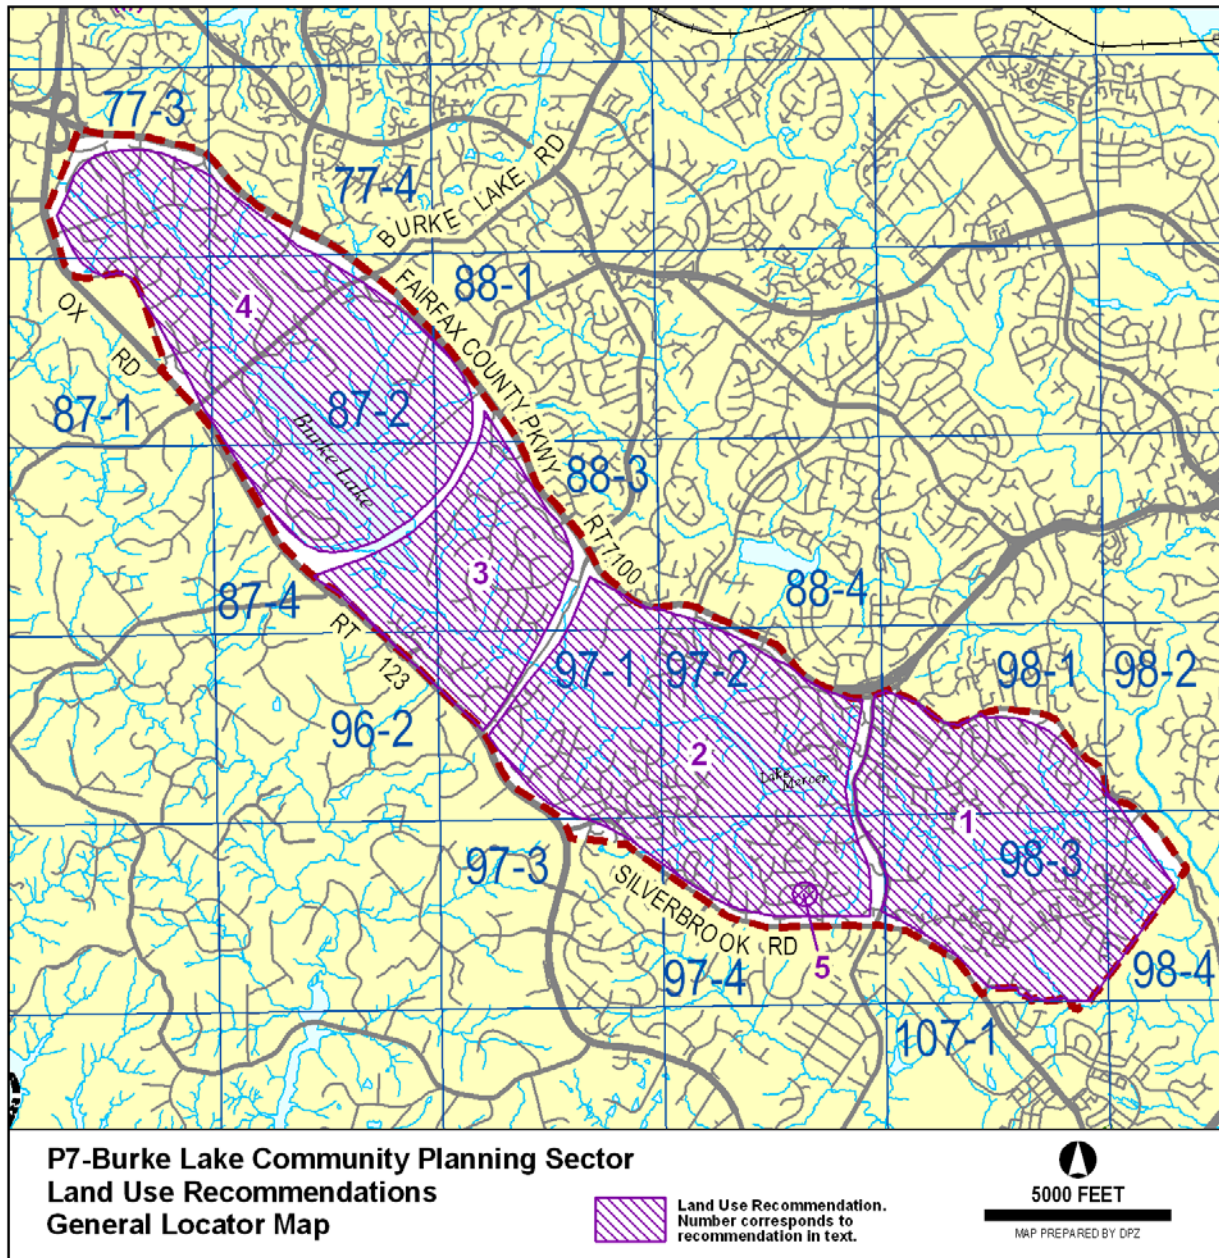 77-3
77-4
BURKE LAKE RD
88-1
FAIRFAX COUNTY PKWY
4
OX
RD
87-1
87-2
Burke Lake
88-3
RT7100
3
88-4
87-4
RT
123
97-1
97-2
98-1
98-2
96-2
2
Lake
Mercer
1
98-3
97-3
SILVERBROOK RD
5
97-4
98-4
107-1
P7-Burke Lake Community Planning Sector
Land Use Recommendations
General Locator Map
Land Use Recommendation.
Number corresponds to
recommendation in text.
5000 FEET
MAP PREPARED BY DPZ